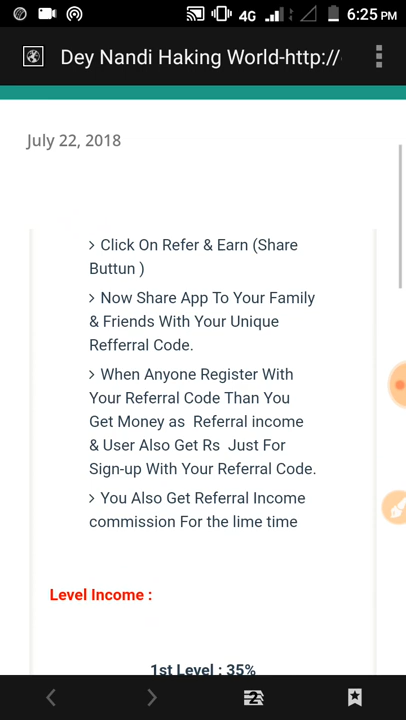 4G 6:25 PM
Dey Nandi Haking World-http://
July 22, 2018
> Click On Refer & Earn (Share
Buttun )
> Now Share App To Your Family
& Friends With Your Unique
Refferral Code.
> When Anyone Register With
Your Referral Code Than You
Get Money as Referral income
& User Also Get Rs Just For
Sign-up With Your Referral Code.
> You Also Get Referral Income
commission For the lime time
Level Income :
1st Level : 35%
2